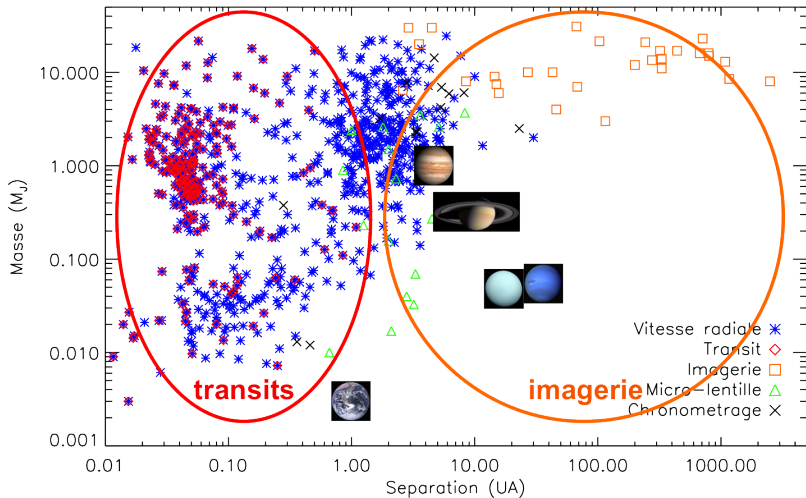 Masse (MJ)
10.000
1.000
0.100
0.010
0.001
transits
imagerie
Vitesse radiale
Transit
Imagerie
Micro-lentille
Chronometrage
0.01
0.10
1.00
10.00
100.00
1000.00
Separation (UA)